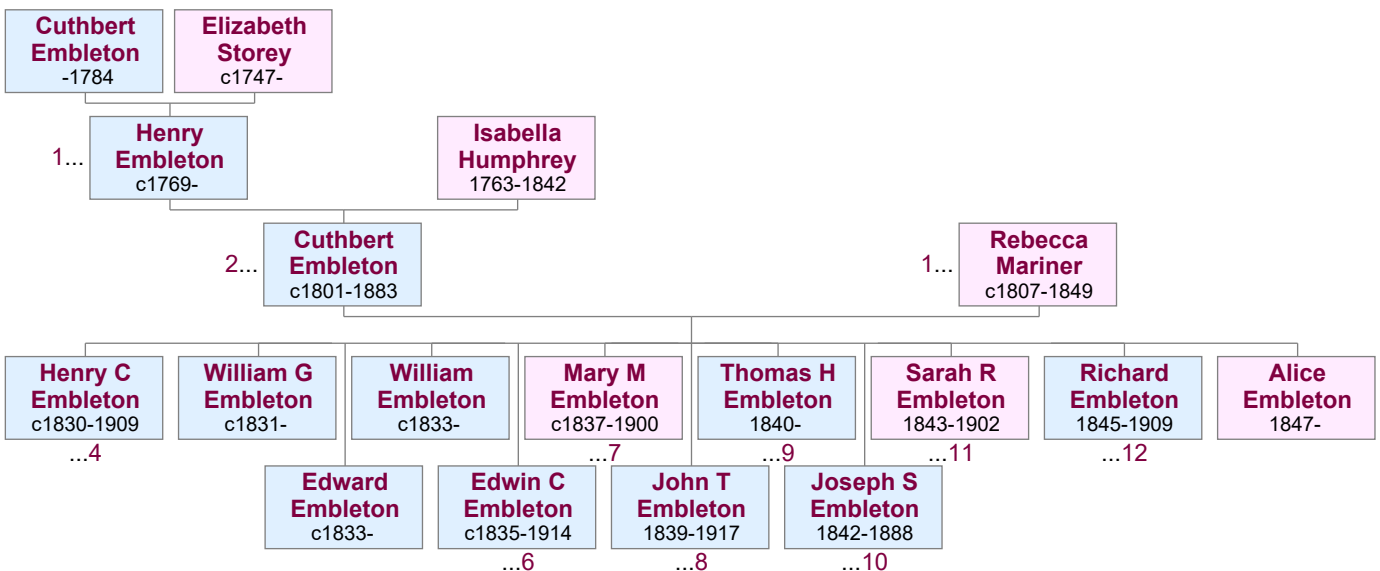 Cuthbert
Embleton
-1784
Elizabeth
Storey
c1747-
1...
Henry
Embleton
c1769-
Isabella
Humphrey
1763-1842
2...
Cuthbert
Embleton
c1801-1883
1...
Rebecca
Mariner
c1807-1849
Henry C
Embleton
c1830-1909
...4
William G
Embleton
c1831-
William
Embleton
c1833-
Mary M
Embleton
c1837-1900
...7
Thomas H
Embleton
1840-
...9
Sarah R
Embleton
1843-1902
...11
Richard
Embleton
1845-1909
...12
Alice
Embleton
1847-
Edward
Embleton
c1833-
Edwin C
Embleton
c1835-1914
...6
John T
Embleton
1839-1917
...8
Joseph S
Embleton
1842-1888
...10